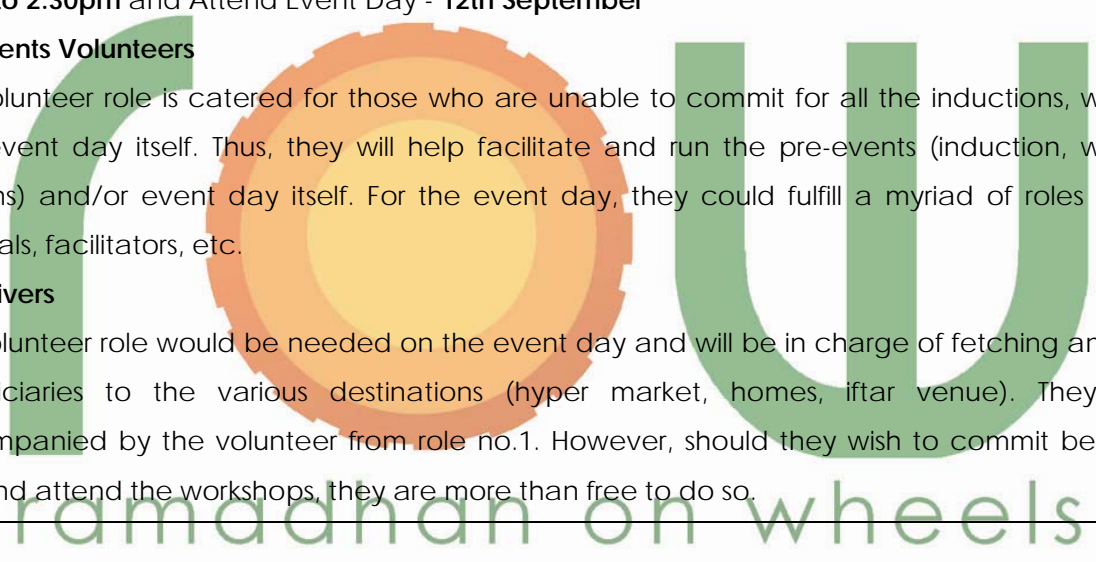 to 2.30pm and Attend Event Day - 12th September
ents Volunteers
olunteer role is catered for those who are unable to commit for all the inductions, w
event day itself. Thus, they will help facilitate and run the pre-events (induction, w
ns) and/or event day itself. For the event day, they could fulfill a myriad of roles
als, facilitators, etc.
ivers
olunteer role would be needed on the event day and will be in charge of fetching an
iciaries to the various destinations (hyper market, homes, iftar venue). They
mpanied by the volunteer from role no.1. However, should they wish to commit be
nd attend the workshops, they are more than free to do so.
row
ramadhan on wheels